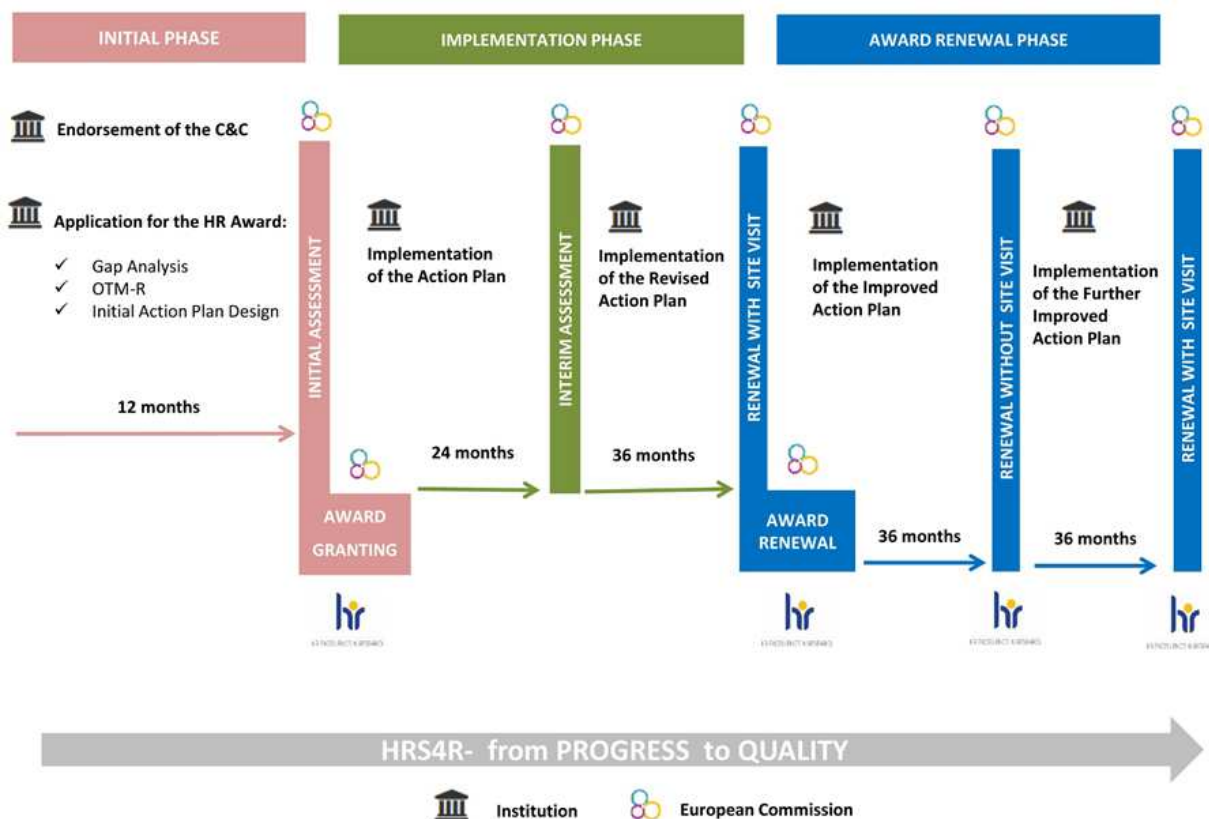 INITIAL PHASE
IMPLEMENTATION PHASE
AWARD RENEWAL PHASE
Endorsement of the C&C
Application for the HR Award:
✓ Gap Analysis
✓ OTM-R
✓ Initial Action Plan Design
12 months
INITIAL ASSESSMENT
AWARD
GRANTING
hr
Implementation
of the Action Plan
24 months
INTERIM ASSESSMENT
Implementation
of the Revised
Action Plan
36 months
RENEWAL WITH SITE VISIT
AWARD
RENEWAL
hr
Implementation
of the Improved
Action Plan
36 months
RENEWAL WITHOUT SITE VISIT
hr
Implementation
of the Further
Improved
Action Plan
36 months
RENEWAL WITH SITE VISIT
hr
HRS4R- from PROGRESS to QUALITY
Institution
European Commission